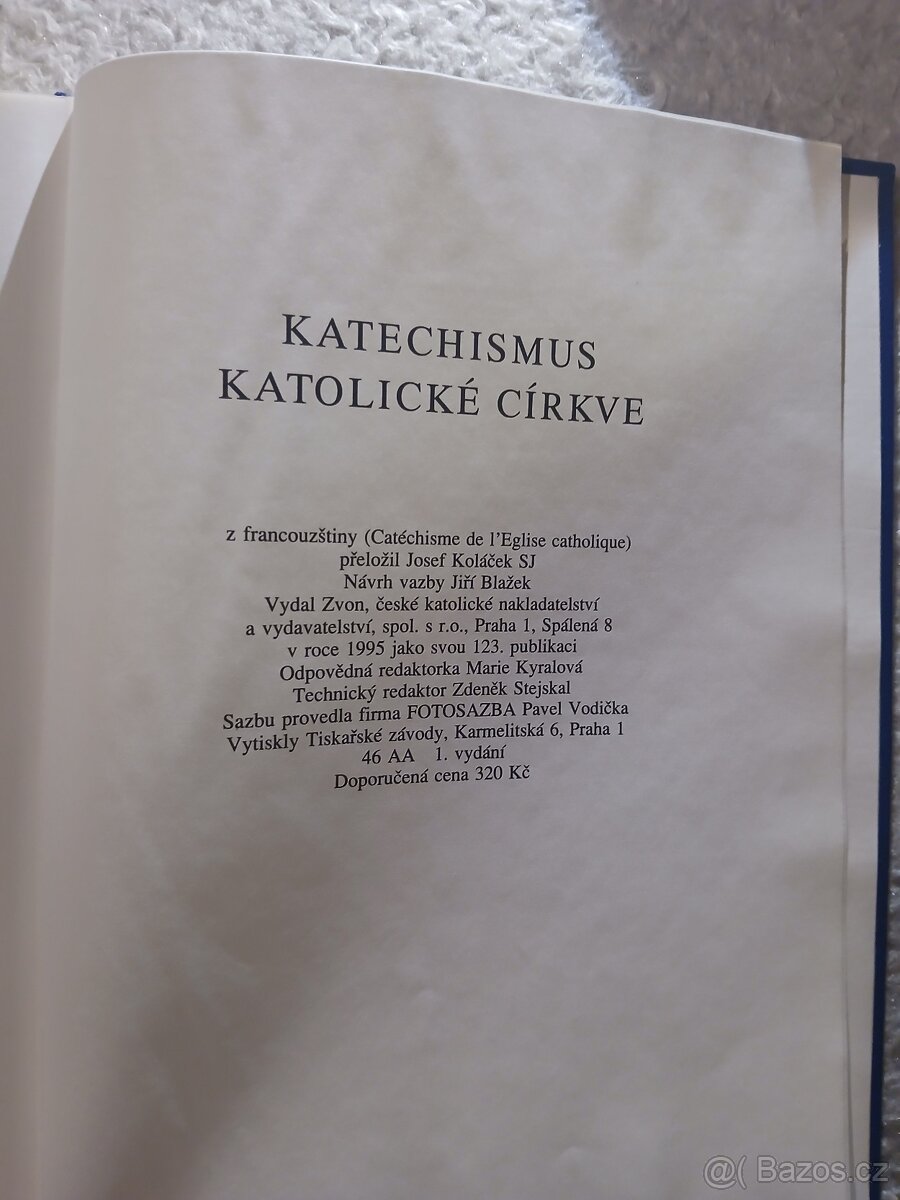 KATECHISMUS
KATOLICKÉ CÍRKVE
z francouzštiny (Catéchisme de l'Eglise catholique)
přeložil Josef Koláček SJ
Návrh vazby Jiří Blažek
Vydal Zvon, české katolické nakladatelství
a vydavatelství, spol. s r.o., Praha 1, Spálená 8
v roce 1995 jako svou 123. publikaci
Odpovědná redaktorka Marie Kyralová
Technický redaktor Zdeněk Stejskal
Sazbu provedla firma FOTOSAZBA Pavel Vodička
Vytiskly Tiskařské závody, Karmelitská 6, Praha 1
46 AA 1. vydání
Doporučená cena 320 Kč
@( Bazos.cz